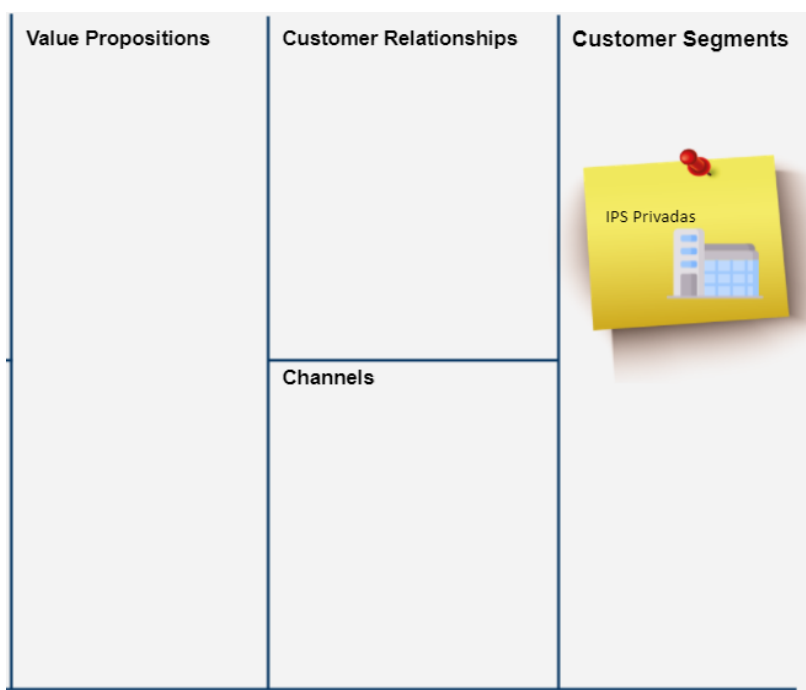 Value Propositions
Customer Relationships
Customer Segments
IPS Privadas
Channels